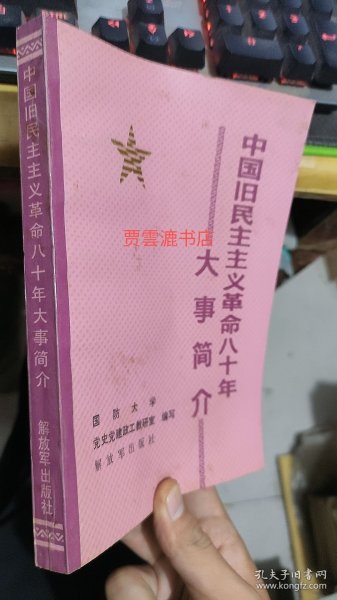 中国旧民主主义革命八十年
大事简介
国防大学
党史党建政工教研室 编写
解放军出版社
中国旧民主主义革命八十年大事简介
解放军出版社
贾雲漉书店
孔夫子旧书网
www.kongfz.com